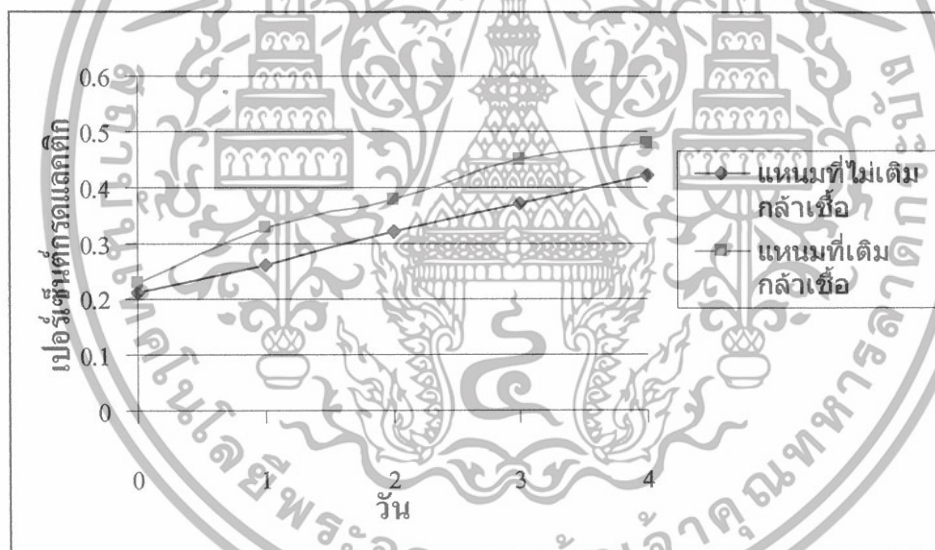 เปอร์เซ็นต์กรดแลคติก
0.6
0.5
0.4
0.3
0.2
0.1
0
0 1 2 3 4
วัน
แหนมที่ไม่เติม
กล้าเชื้อ
แหนมที่เติม
กล้าเชื้อ